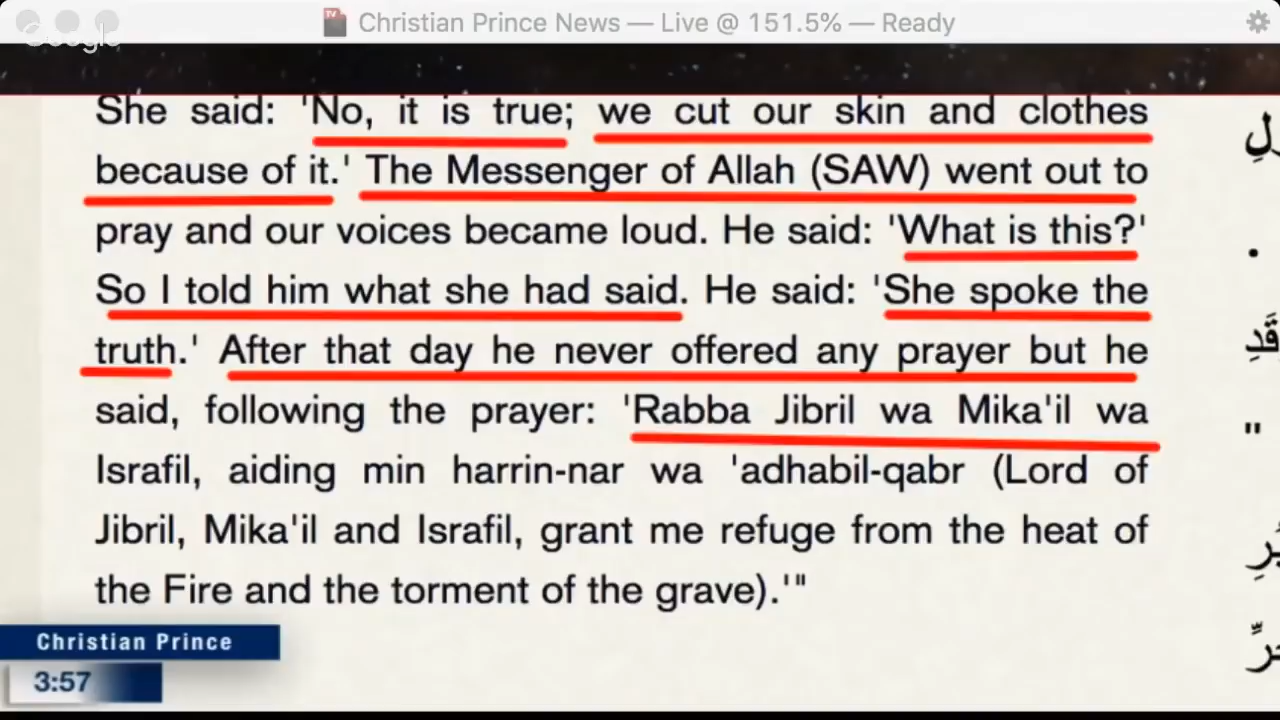 Christian Prince News — Live @ 151.5% — Ready
Google
She said: 'No, it is true; we cut our skin and clothes
because of it.' The Messenger of Allah (SAW) went out to
pray and our voices became loud. He said: 'What is this?'
So I told him what she had said. He said: 'She spoke the
truth.' After that day he never offered any prayer but he
said, following the prayer: 'Rabba Jibril wa Mika'il wa
Israfil, aiding min harrin-nar wa 'adhabil-qabr (Lord of
Jibril, Mika'il and Israfil, grant me refuge from the heat of
the Fire and the torment of the grave).'"
Christian Prince
3:57